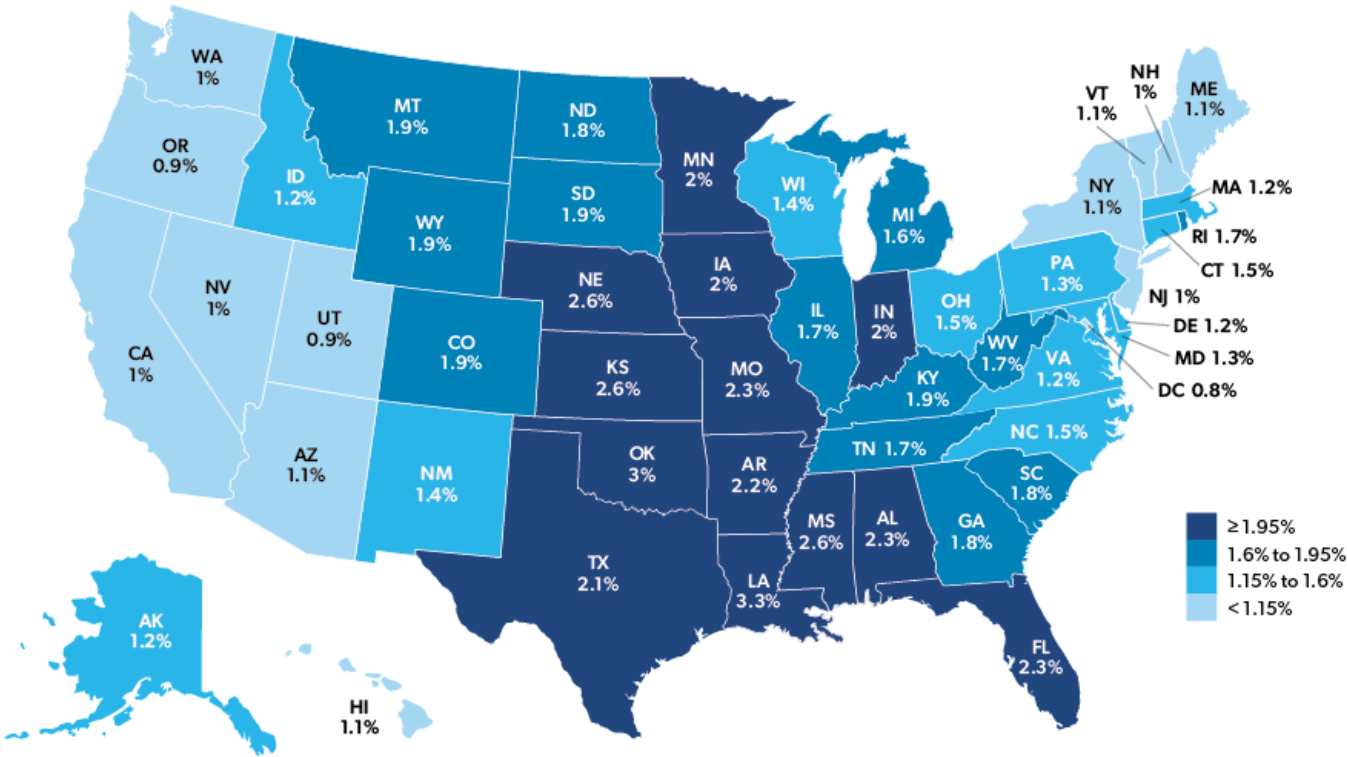 WA
1%
OR
0.9%
CA
1%
NV
1%
ID
1.2%
MT
1.9%
WY
1.9%
UT
0.9%
AZ
1.1%
CO
1.9%
NM
1.4%
ND
1.8%
SD
1.9%
NE
2.6%
KS
2.6%
OK
3%
TX
2.1%
MN
2%
IA
2%
MO
2.3%
AR
2.2%
LA
3.3%
WI
1.4%
IL
1.7%
MI
1.6%
IN
2%
OH
1.5%
KY
1.9%
TN 1.7%
MS
2.6%
AL
2.3%
GA
1.8%
FL
2.3%
SC
1.8%
NC 1.5%
VA
1.2%
WV
1.7%
PA
1.3%
NY
1.1%
VT
1.1%
NH
1%
ME
1.1%
MA 1.2%
RI 1.7%
CT 1.5%
NJ 1%
DE 1.2%
MD 1.3%
DC 0.8%
AK
1.2%
HI
1.1%
≥1.95%
1.6% to 1.95%
1.15% to 1.6%
<1.15%